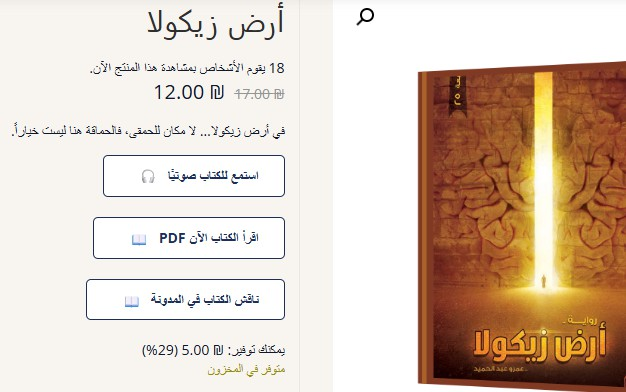 أرض زيكولا
18 يقوم الأشخاص بمشاهدة هذا المنتج الآن.
17.00 ₪ 12.00 ₪
في أرض زيكولا... لا مكان للحمقى، فالحماقة هنا ليست خياراً.
استمع للكتاب صوتيًا
اقرأ الكتاب الآن PDF
ناقش الكتاب في المدونة
يمكنك توفير: ₪ 5.00 (29%)
متوفر في المخزون
روايـة..
أرض زيكولا
..عمرو عبد الحميد